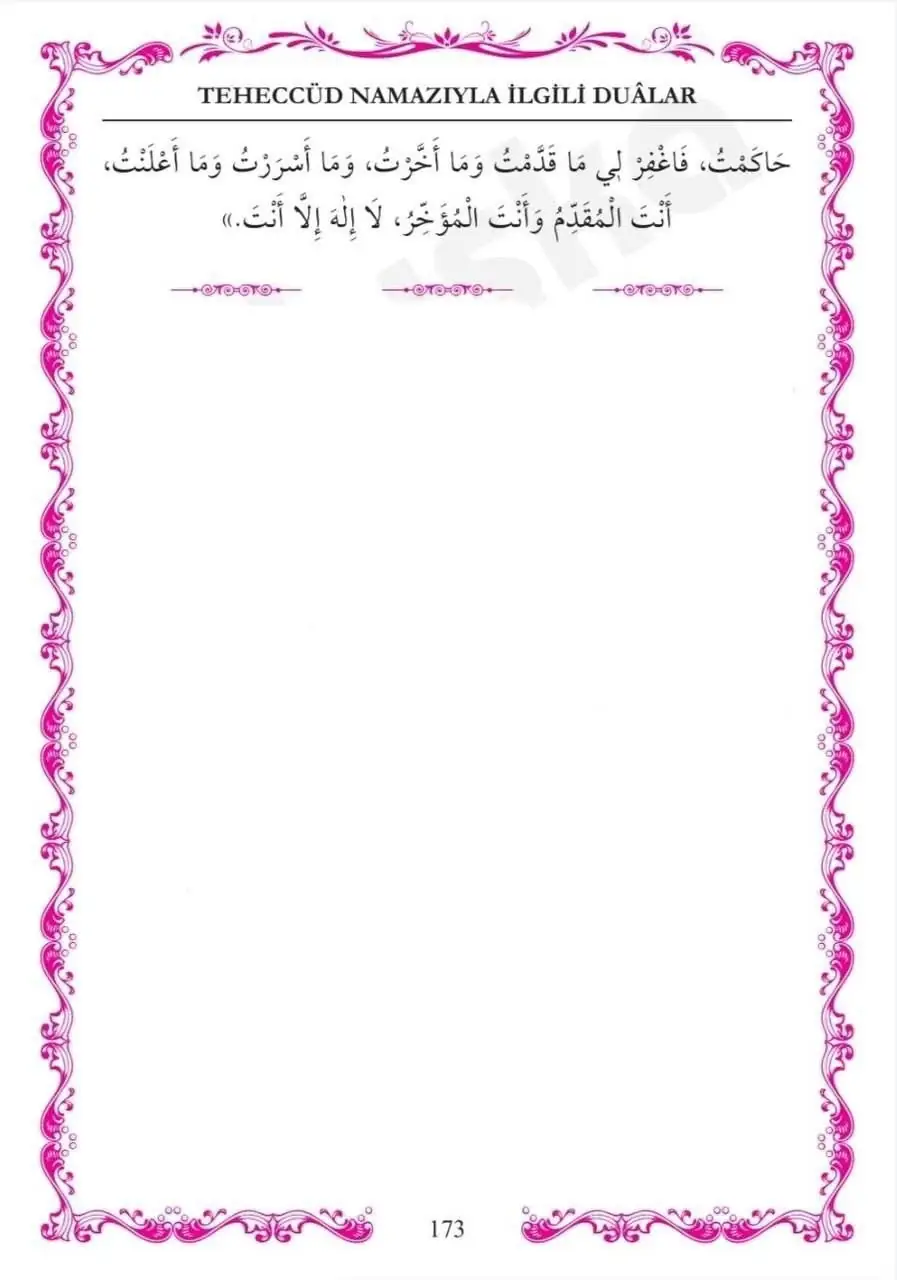 TEHECCÜD NAMAZIYLA İLGİLİ DUÂLAR
حَاكَمْتُ، فَاغْفِرْ لِي مَا قَدَّمْتُ وَمَا أَخَّرْتُ، وَمَا أَسْرَرْتُ وَمَا أَعْلَنْتُ،
أَنْتَ الْمُقَدِّمُ وَأَنْتَ الْمُؤَخِّرُ، لَا إِلٰهَ إِلَّا أَنْتَ.»
173